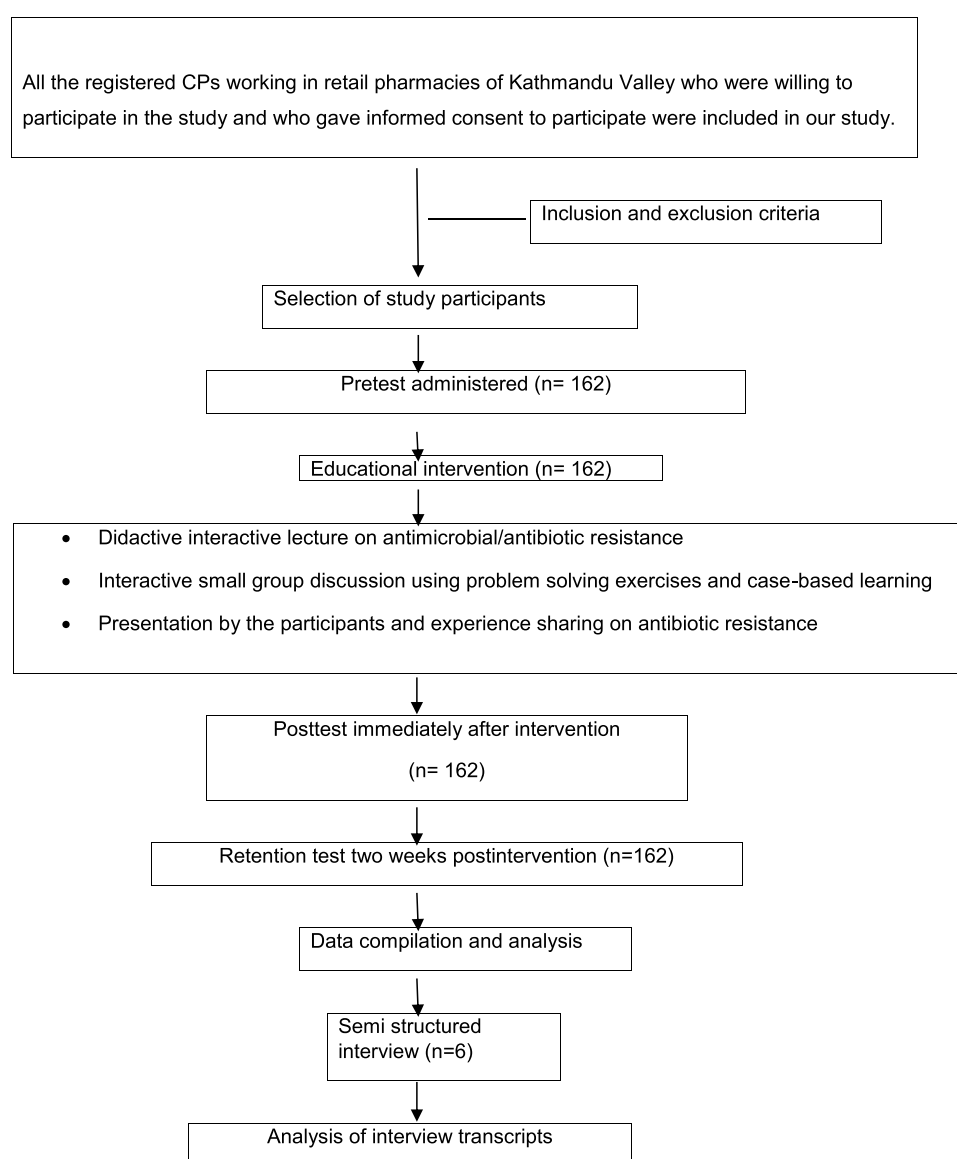 All the registered CPs working in retail pharmacies of Kathmandu Valley who were willing to
participate in the study and who gave informed consent to participate were included in our study.
Inclusion and exclusion criteria
Selection of study participants
Pretest administered (n= 162)
Educational intervention (n= 162)
• Didactive interactive lecture on antimicrobial/antibiotic resistance
• Interactive small group discussion using problem solving exercises and case-based learning
• Presentation by the participants and experience sharing on antibiotic resistance
Posttest immediately after intervention
(n= 162)
Retention test two weeks postintervention (n=162)
Data compilation and analysis
Semi structured
interview (n=6)
Analysis of interview transcripts